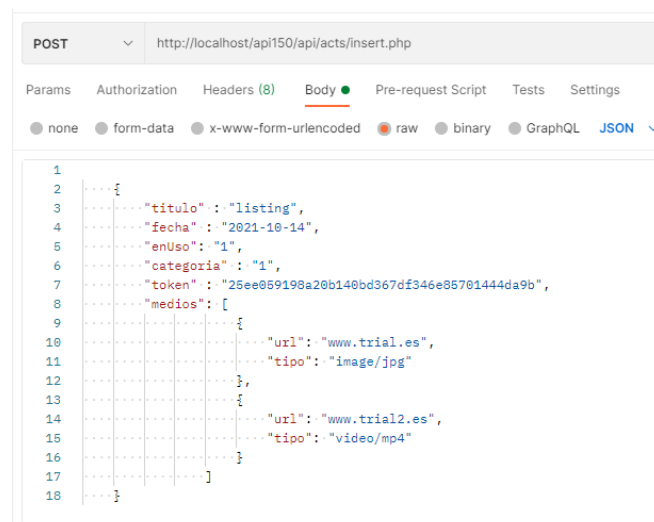 POST http://localhost/api150/api/acts/insert.php
Params Authorization Headers (8) Body Pre-request Script Tests Settings
none form-data x-www-form-urlencoded raw binary GraphQL JSON
1
2 {
3 "titulo" : "listing",
4 "fecha" : "2021-10-14",
5 "enUso": "1",
6 "categoria" : "1",
7 "token" : "25ee059198a20b140bd367df346e85701444da9b",
8 "medios": [
9 {
10 "url": "www.trial.es",
11 "tipo": "image/jpg"
12 },
13 {
14 "url": "www.trial2.es",
15 "tipo": "video/mp4"
16 }
17 ]
18 }